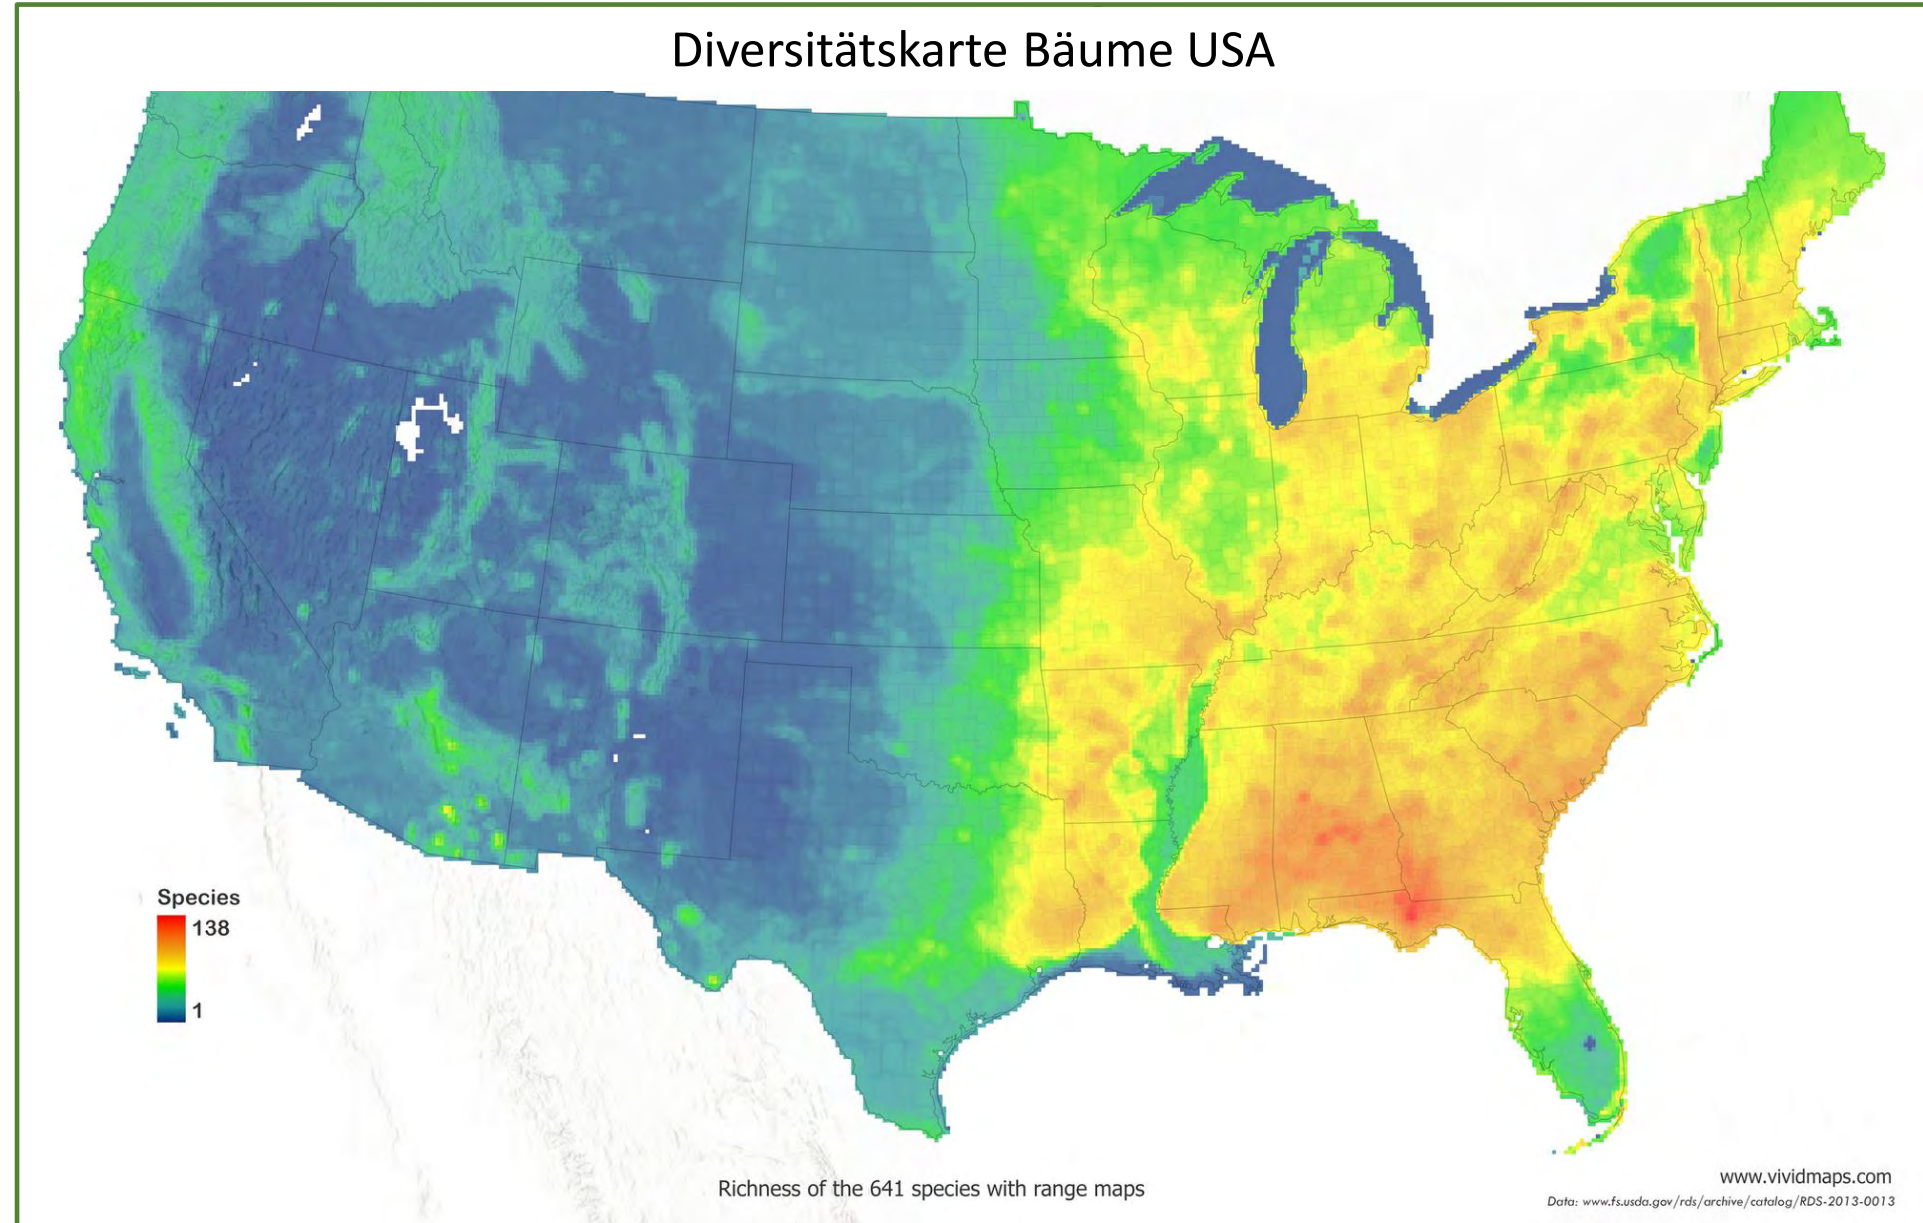 Diversitätskarte Bäume USA
Species
138
1
Richness of the 641 species with range maps
www.vividmaps.com
Data: www.fs.usda.gov/rds/archive/catalog/RDS-2013-0013